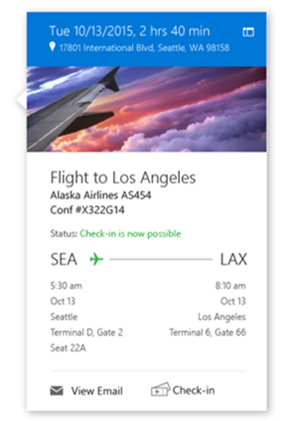 Tue 10/13/2015, 2 hrs 40 min
17801 International Blvd, Seattle, WA 98158
Flight to Los Angeles
Alaska Airlines AS454
Conf #X322G14
Status: Check-in is now possible
SEA LAX
5:30 am 8:10 am
Oct 13 Oct 13
Seattle Los Angeles
Terminal D, Gate 2 Terminal 6, Gate 66
Seat 22A
View Email Check-in